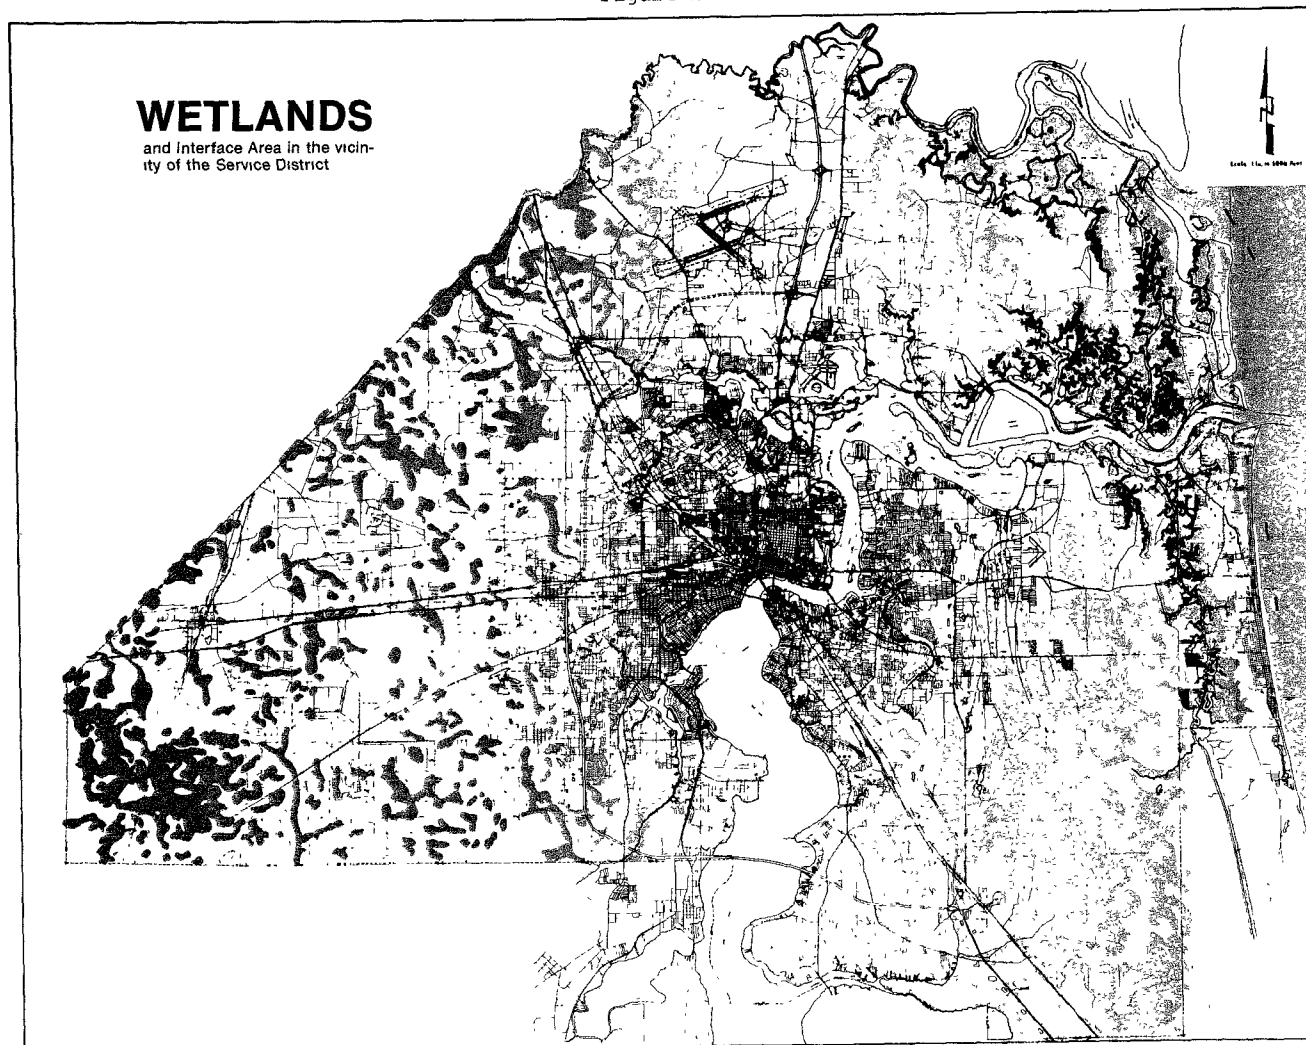 WETLANDS
and Interface Area in the vicin-
ity of the Service District